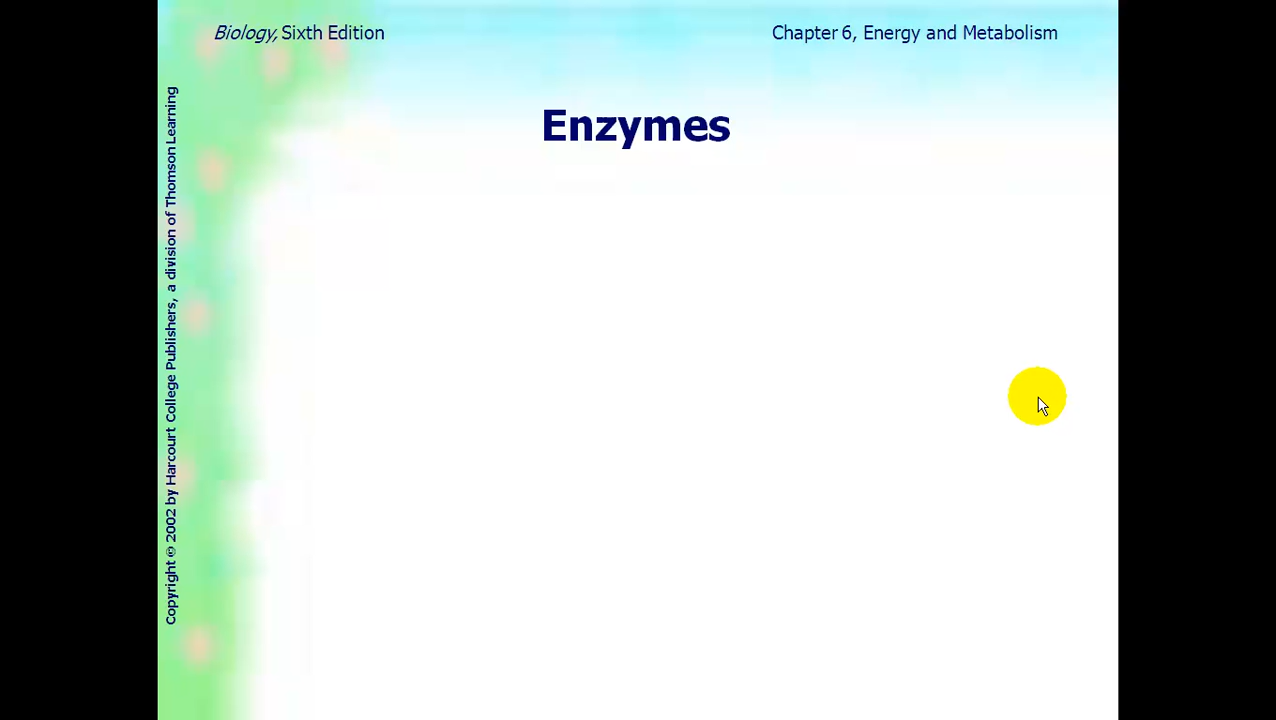 Biology, Sixth Edition
Chapter 6, Energy and Metabolism
Enzymes
Copyright © 2002 by Harcourt College Publishers, a division of Thomson Learning